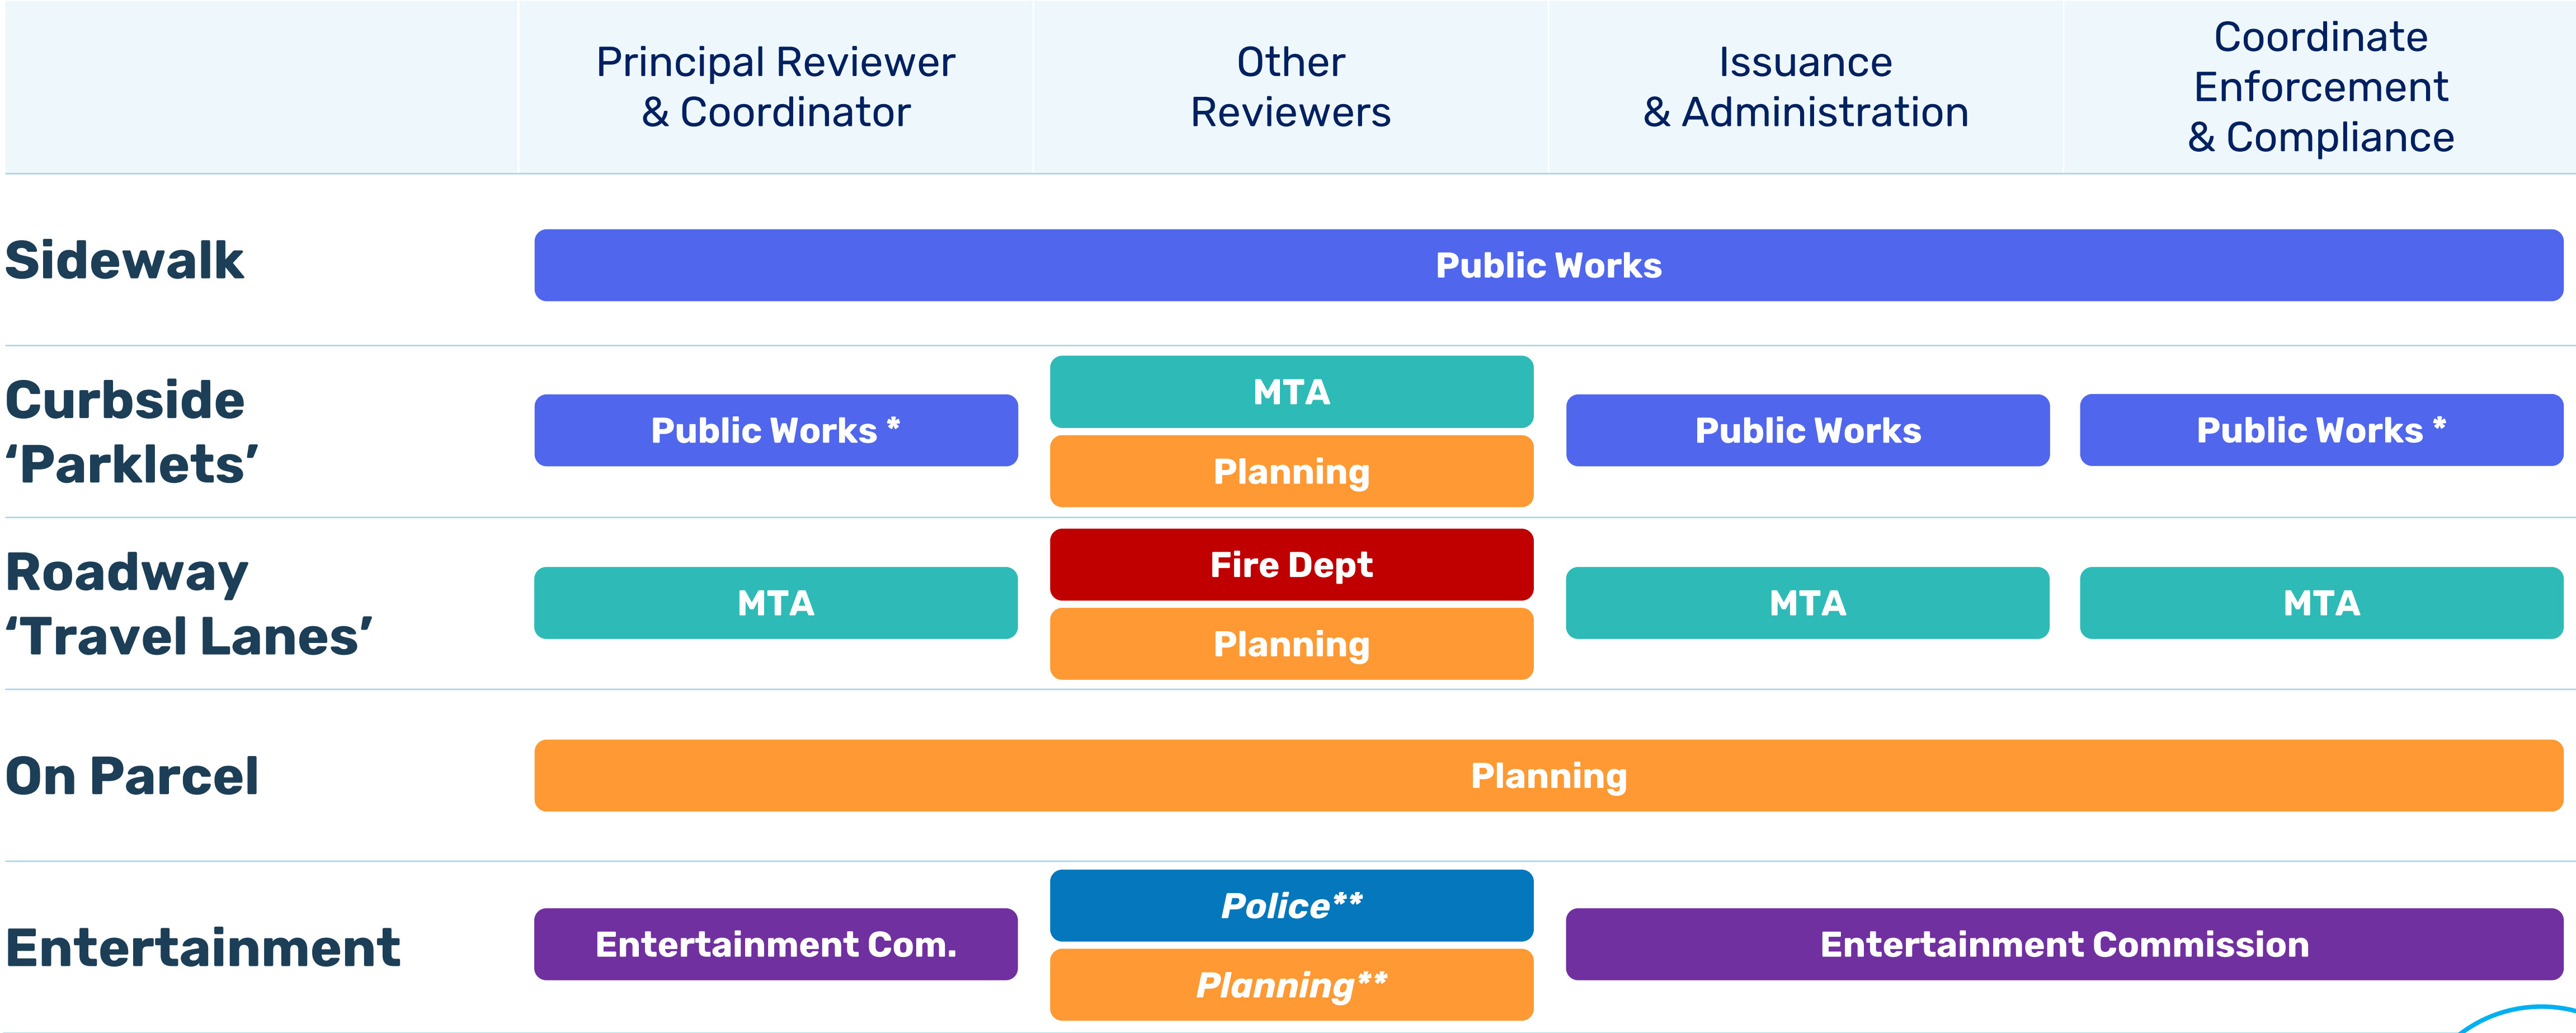 Principal Reviewer
& Coordinator
Other
Reviewers
Issuance
& Administration
Coordinate
Enforcement
& Compliance
Sidewalk
Public Works
Curbside
‘Parklets’
Public Works *
MTA
Planning
Public Works
Public Works *
Roadway
‘Travel Lanes’
MTA
Fire Dept
Planning
MTA
MTA
On Parcel
Planning
Entertainment
Entertainment Com.
Police**
Planning**
Entertainment Commission